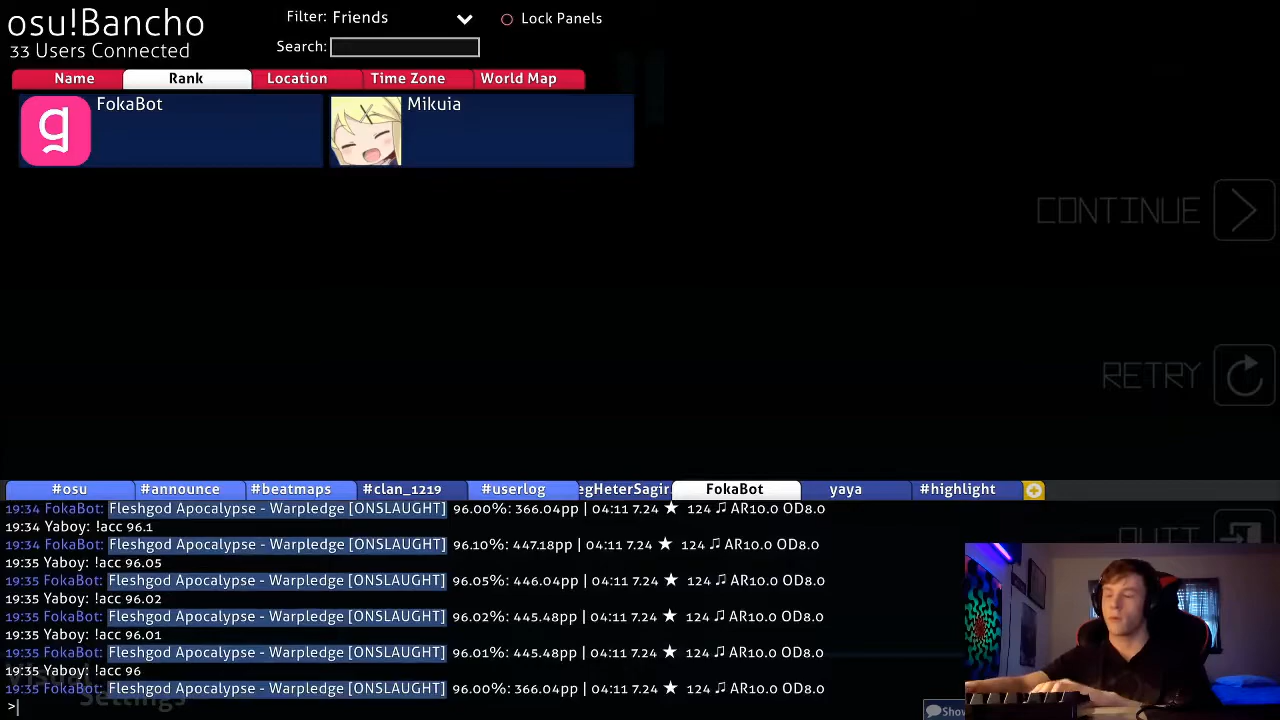 osu!Bancho
33 Users Connected
Filter: Friends
Lock Panels
Search:
Name Rank Location Time Zone World Map
g FokaBot
Mikuia
CONTINUE
RETRY
QUIT
#osu #announce #beatmaps #clan_1219 #userlog egHeterSagir FokaBot yaya #highlight
19:34 FokaBot: [Fleshgod Apocalypse - Warpledge [ONSLAUGHT] 96.00%: 366.04pp | 04:11 7.24 ★ 124 ♫ AR10.0 OD8.0
19:34 Yaboy: !acc 96.1
19:34 FokaBot: [Fleshgod Apocalypse - Warpledge [ONSLAUGHT] 96.10%: 447.18pp | 04:11 7.24 ★ 124 ♫ AR10.0 OD8.0
19:35 Yaboy: !acc 96.05
19:35 FokaBot: [Fleshgod Apocalypse - Warpledge [ONSLAUGHT] 96.05%: 446.04pp | 04:11 7.24 ★ 124 ♫ AR10.0 OD8.0
19:35 Yaboy: !acc 96.02
19:35 FokaBot: [Fleshgod Apocalypse - Warpledge [ONSLAUGHT] 96.02%: 445.48pp | 04:11 7.24 ★ 124 ♫ AR10.0 OD8.0
19:35 Yaboy: !acc 96.01
19:35 FokaBot: [Fleshgod Apocalypse - Warpledge [ONSLAUGHT] 96.01%: 445.48pp | 04:11 7.24 ★ 124 ♫ AR10.0 OD8.0
19:35 Yaboy: !acc 96
19:35 FokaBot: [Fleshgod Apocalypse - Warpledge [ONSLAUGHT] 96.00%: 366.04pp | 04:11 7.24 ★ 124 ♫ AR10.0 OD8.0
Settings
>|
Show